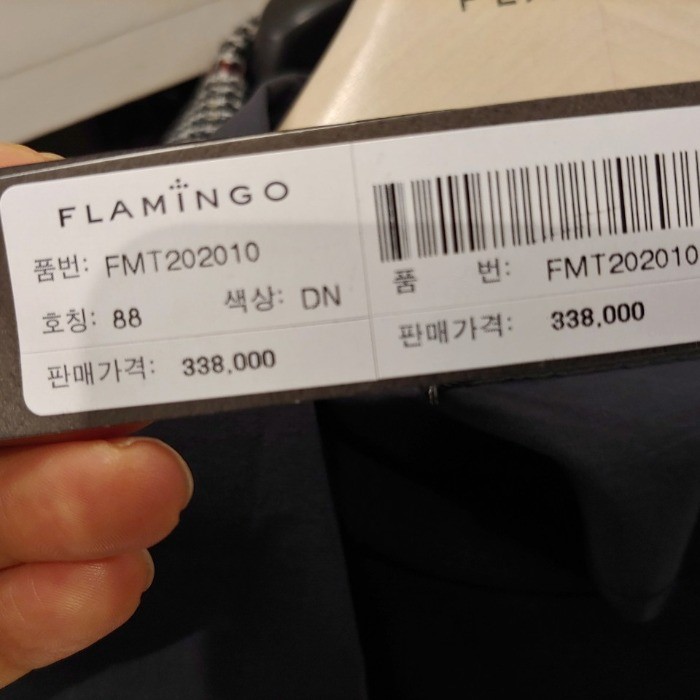 FLAMINGO
품번: FMT202010
호칭: 88 색상: DN
판매가격: 338,000
품 번: FMT202010
판매가격: 338,000